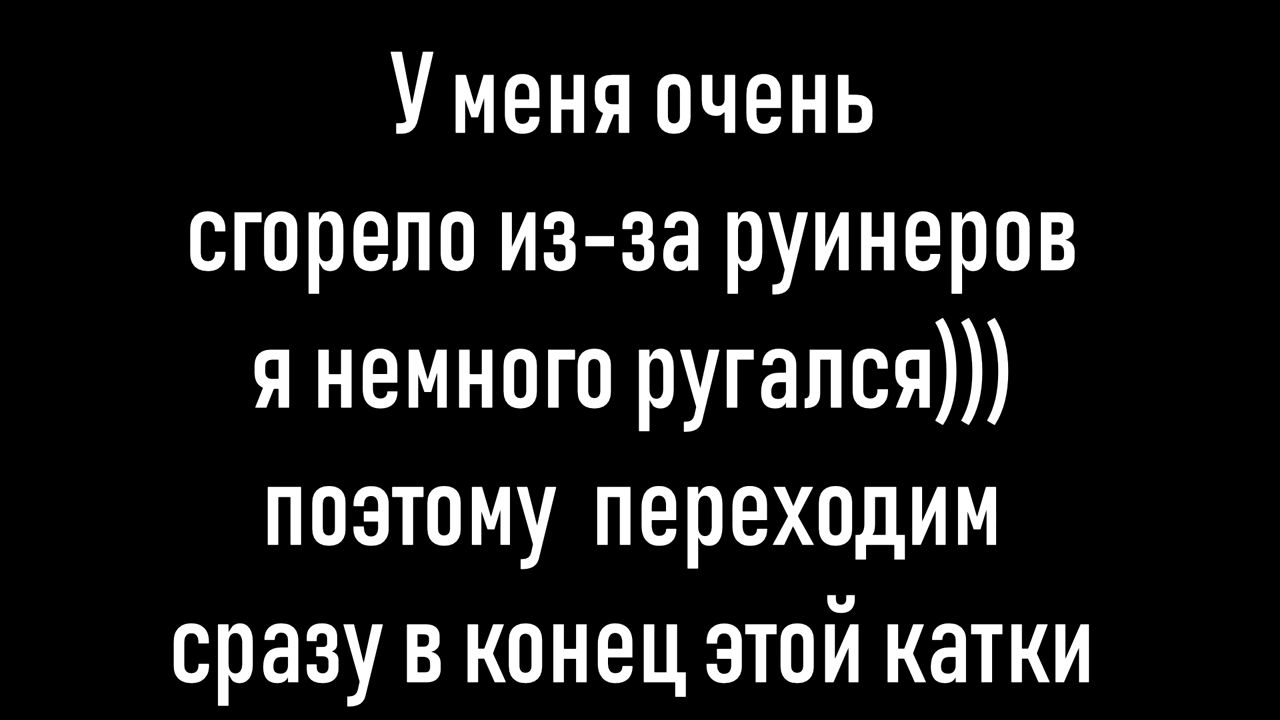 У меня очень
сгорело из-за руинеров
я немного ругался)))
поэтому  переходим
сразу в конец этой катки